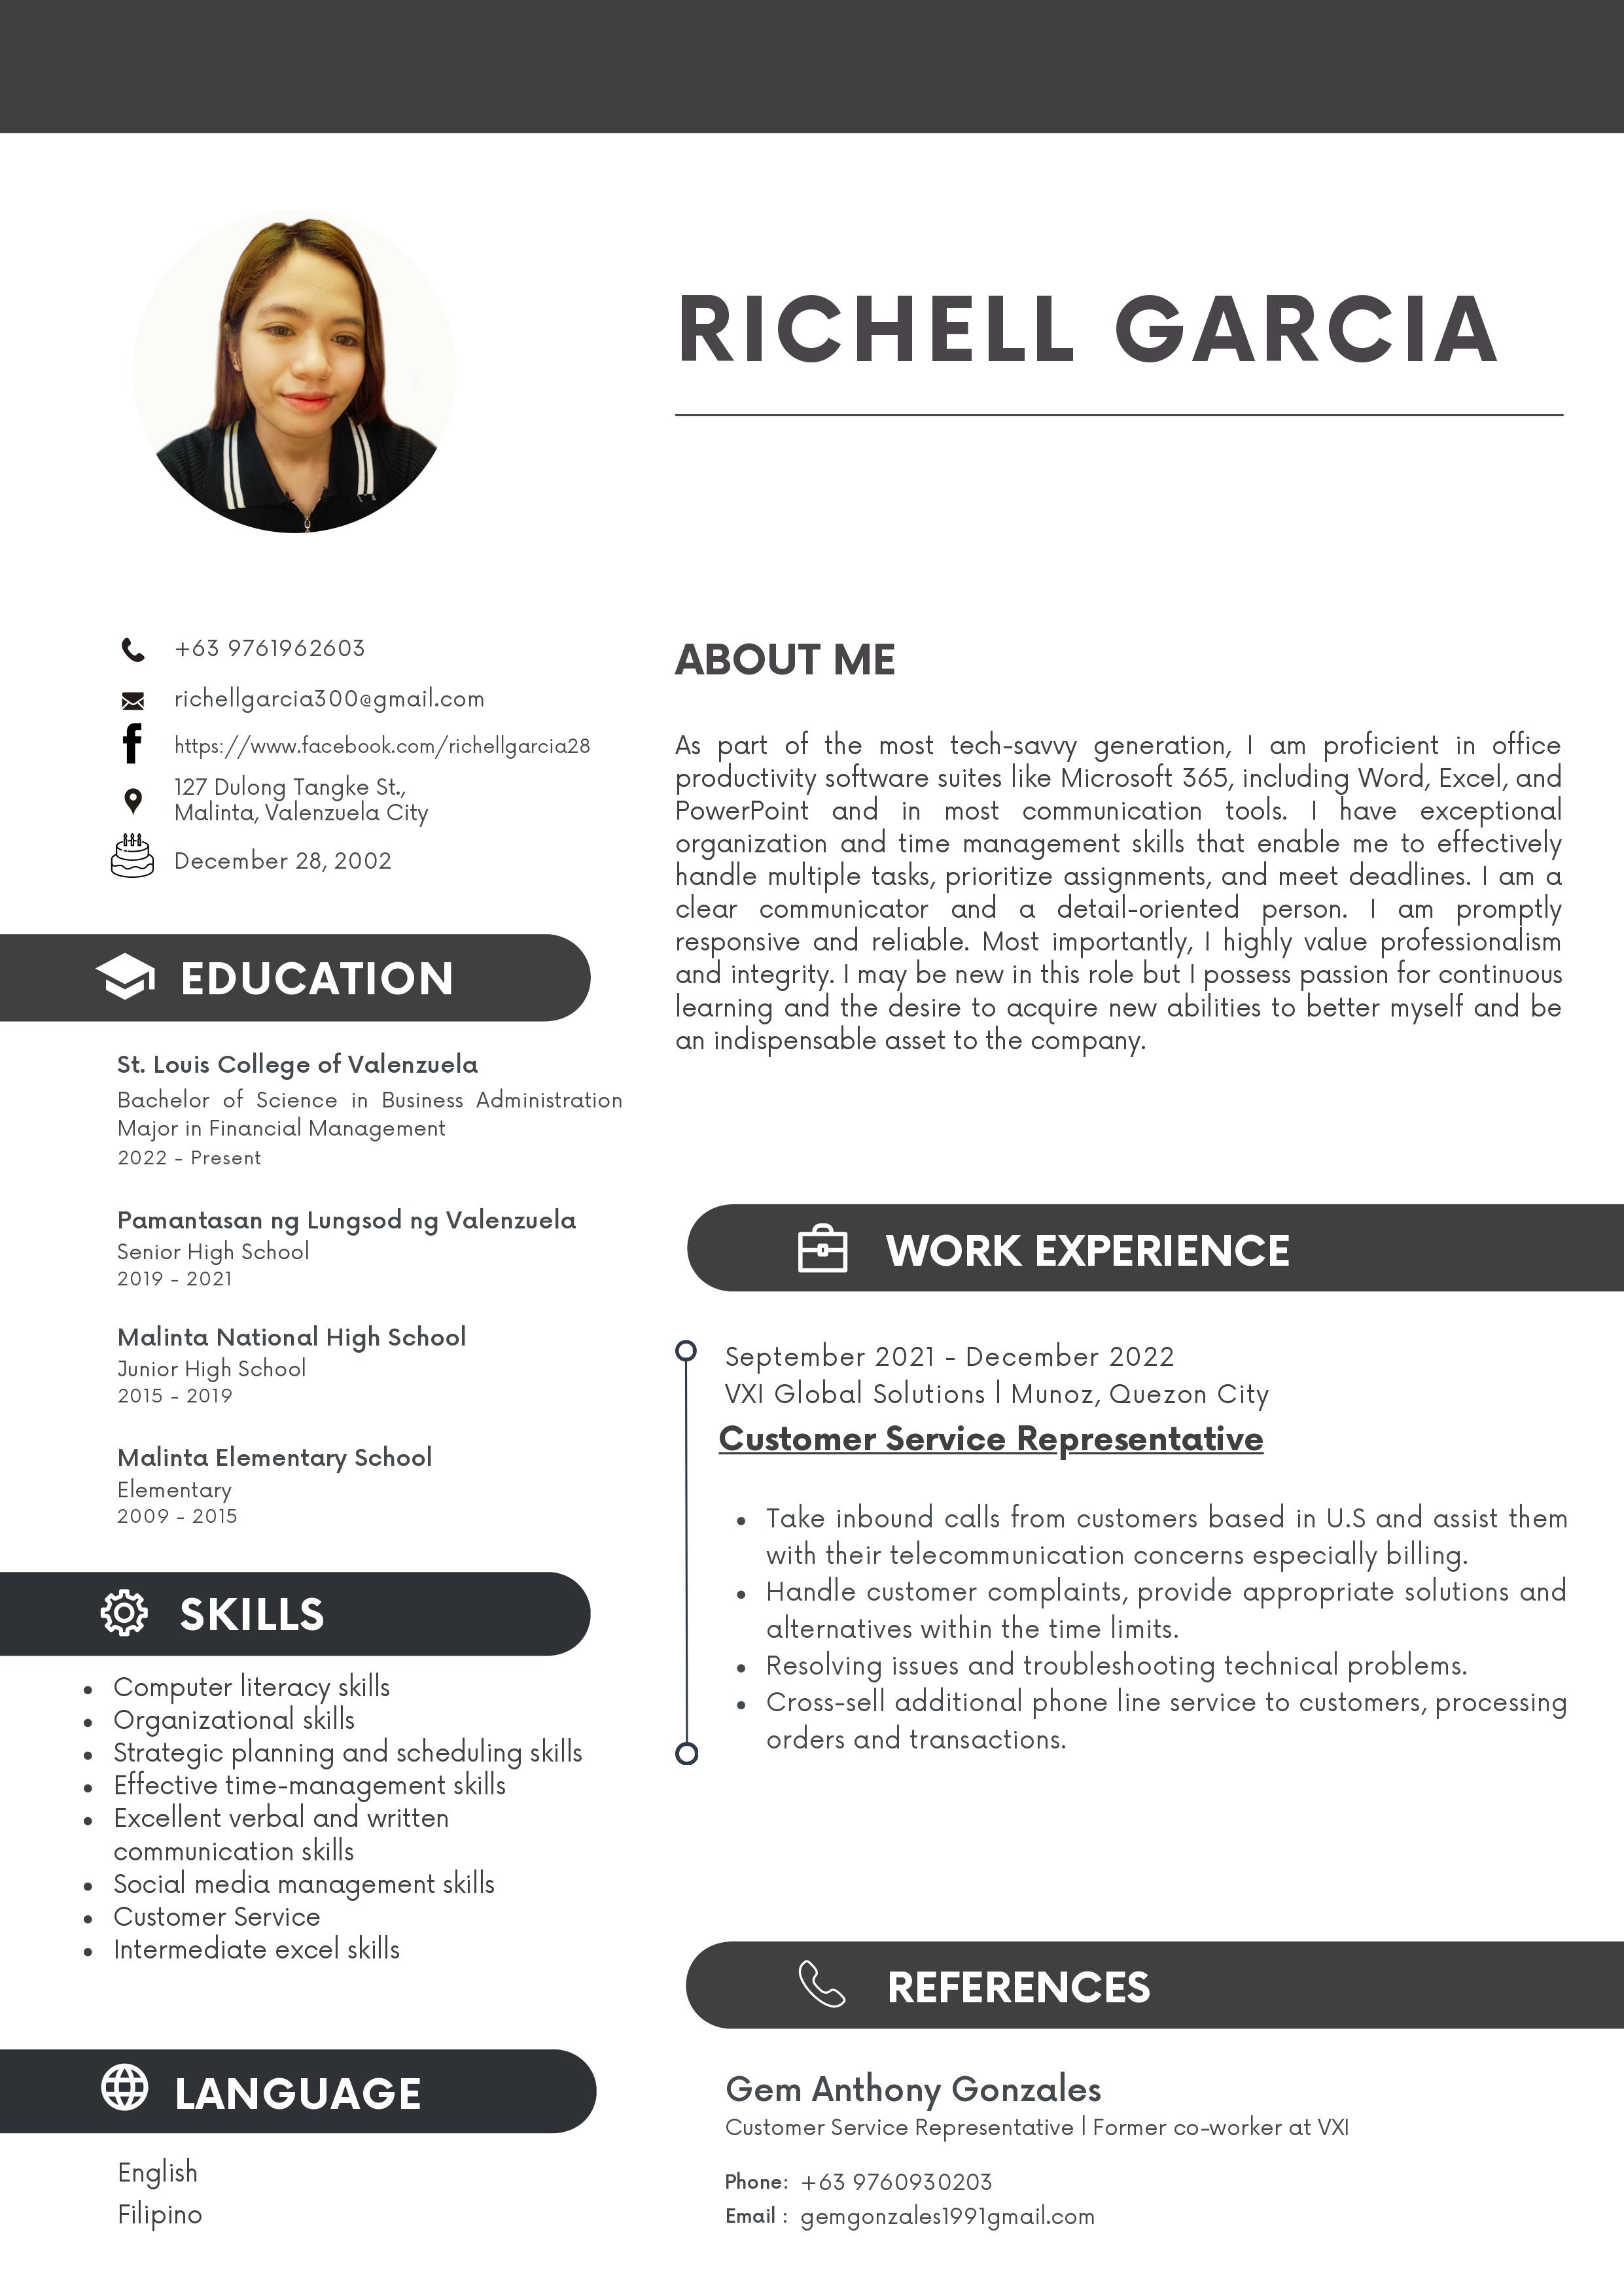 RICHELL GARCIA
+63 9761962603
richellgarcia300@gmail.com
https://www.facebook.com/richellgarcia28
127 Dulong Tangke St.,
Malinta, Valenzuela City
December 28, 2002
EDUCATION
St. Louis College of Valenzuela
Bachelor of Science in Business Administration
Major in Financial Management
2022 - Present
Pamantasan ng Lungsod ng Valenzuela
Senior High School
2019 - 2021
Malinta National High School
Junior High School
2015 - 2019
Malinta Elementary School
Elementary
2009 - 2015
SKILLS
• Computer literacy skills
• Organizational skills
• Strategic planning and scheduling skills
• Effective time-management skills
• Excellent verbal and written
communication skills
• Social media management skills
• Customer Service
• Intermediate excel skills
LANGUAGE
English
Filipino
ABOUT ME
As part of the most tech-savvy generation, I am proficient in office
productivity software suites like Microsoft 365, including Word, Excel, and
PowerPoint and in most communication tools. I have exceptional
organization and time management skills that enable me to effectively
handle multiple tasks, prioritize assignments, and meet deadlines. I am a
clear communicator and a detail-oriented person. I am promptly
responsive and reliable. Most importantly, I highly value professionalism
and integrity. I may be new in this role but I possess passion for continuous
learning and the desire to acquire new abilities to better myself and be
an indispensable asset to the company.
WORK EXPERIENCE
September 2021 - December 2022
VXI Global Solutions l Munoz, Quezon City
Customer Service Representative
• Take inbound calls from customers based in U.S and assist them
with their telecommunication concerns especially billing.
• Handle customer complaints, provide appropriate solutions and
alternatives within the time limits.
• Resolving issues and troubleshooting technical problems.
• Cross-sell additional phone line service to customers, processing
orders and transactions.
REFERENCES
Gem Anthony Gonzales
Customer Service Representative l Former co-worker at VXI
Phone: +63 9760930203
Email : gemgonzales1991gmail.com